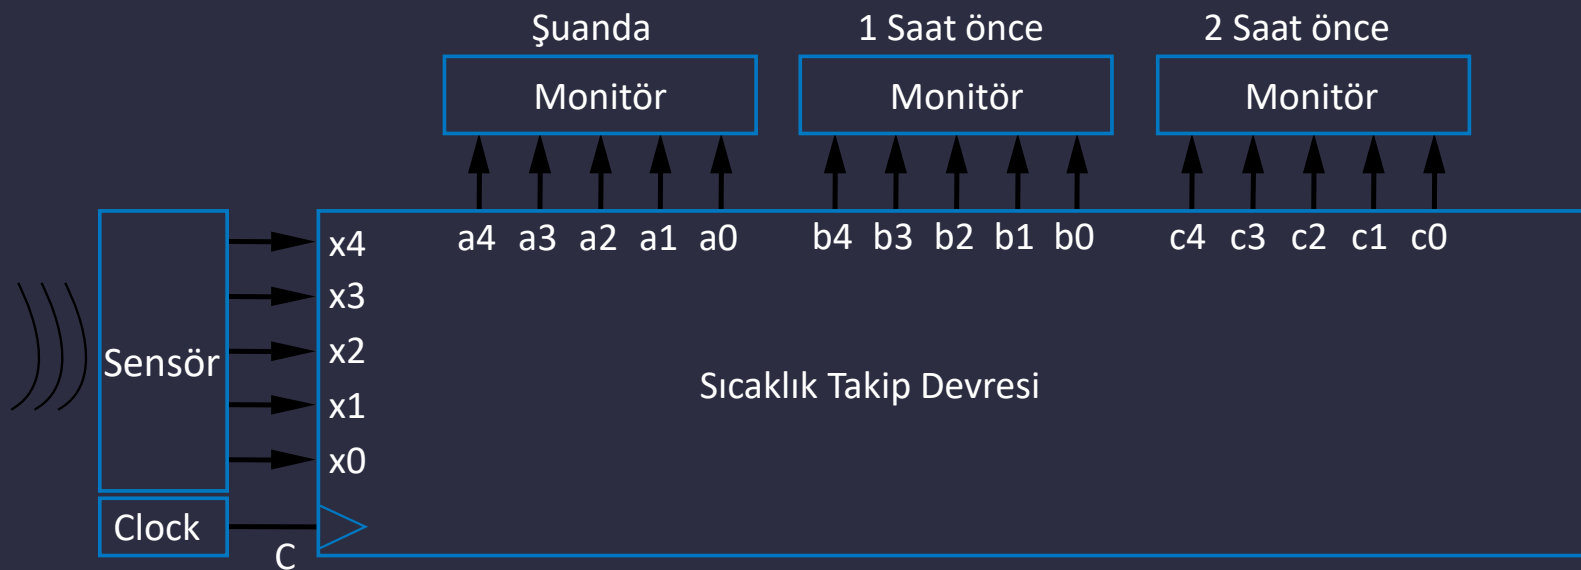 Şuanda 1 Saat önce 2 Saat önce
Monitör Monitör Monitör
x4 a4 a3 a2 a1 a0 b4 b3 b2 b1 b0 c4 c3 c2 c1 c0
x3
x2
Sensör
Sıcaklık Takip Devresi
x1
x0
Clock
C